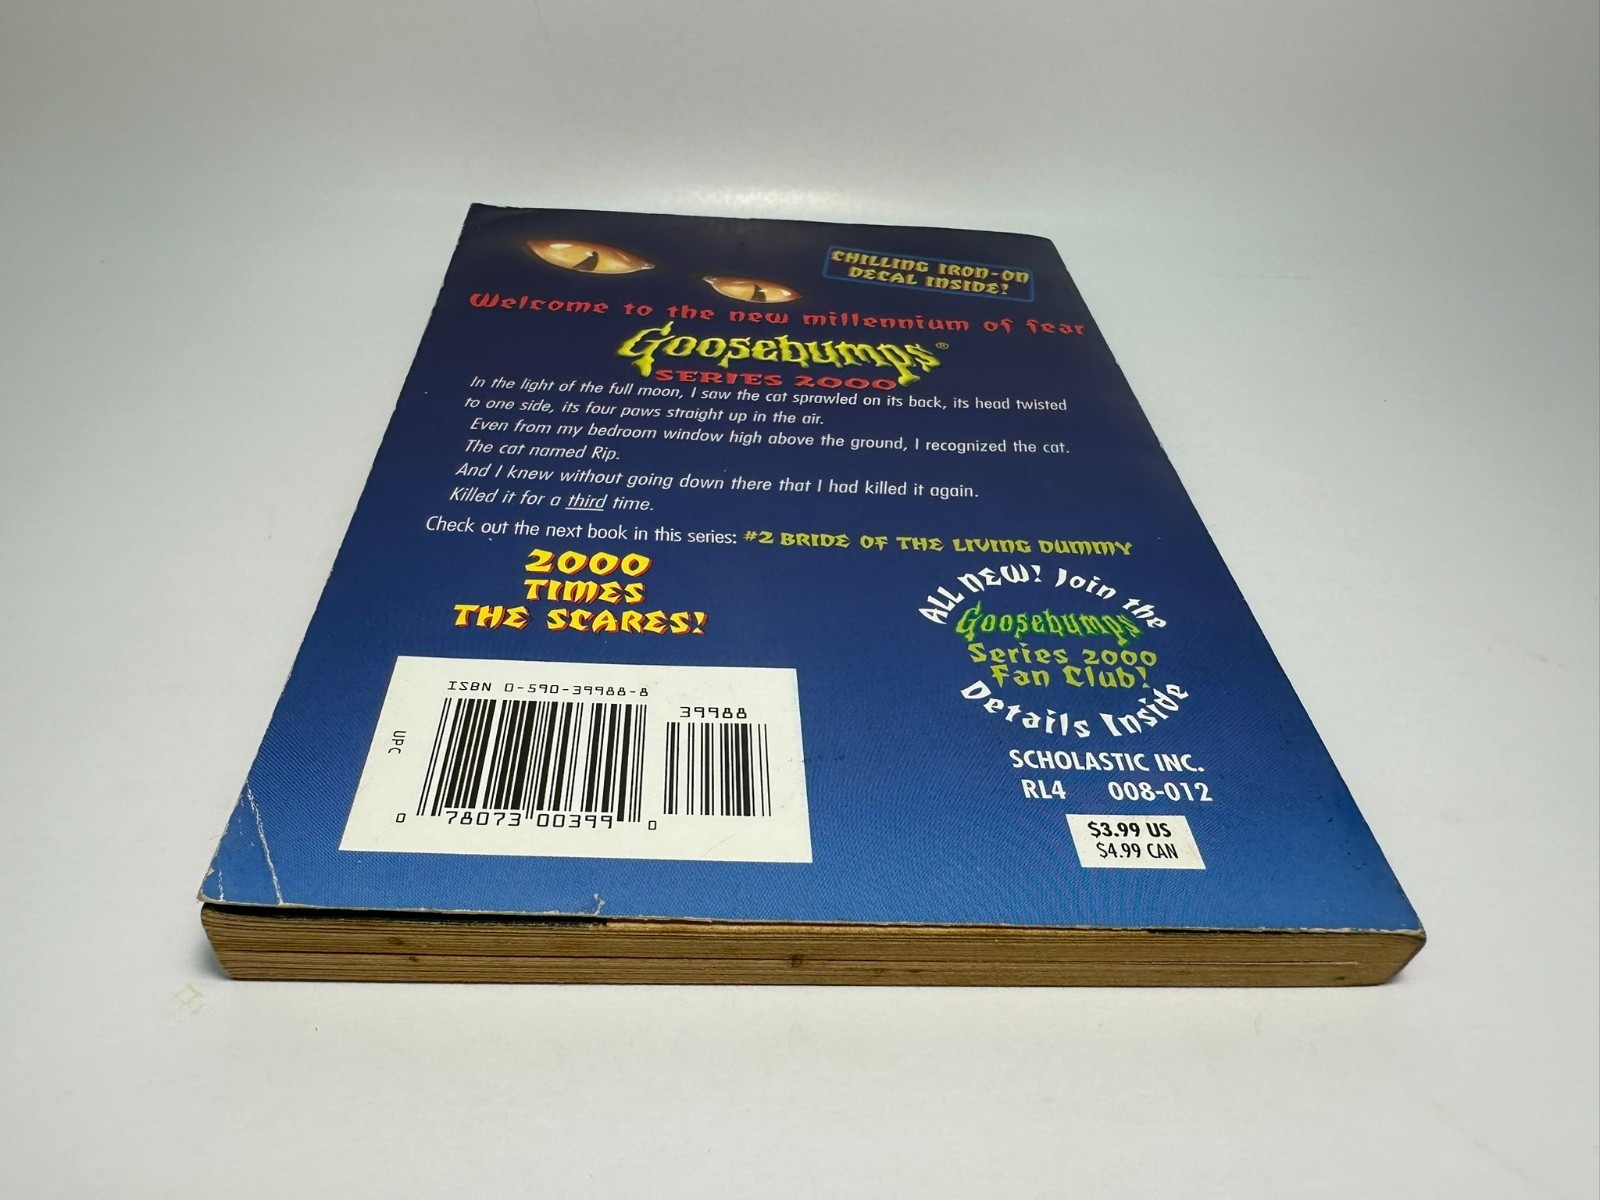 CHILLING IRON-ON
DECAL INSIDE!
Welcome to the new millennium of fear
Goosebumps®
SERIES 2000
In the light of the full moon, I saw the cat sprawled on its back, its head twisted
to one side, its four paws straight up in the air.
Even from my bedroom window high above the ground, I recognized the cat.
The cat named Rip.
And I knew without going down there that I had killed it again.
Killed it for a third time.
Check out the next book in this series: #2 BRIDE OF THE LIVING DUMMY
2000
TIMES
THE SCARES!
ALL NEW! Join the
Goosebumps
Series 2000
Fan Club!
Details Inside
ISBN 0-590-39988-8
39988
UPC
0 78073 00399 0
SCHOLASTIC INC.
RL4 008-012
$3.99 US
$4.99 CAN